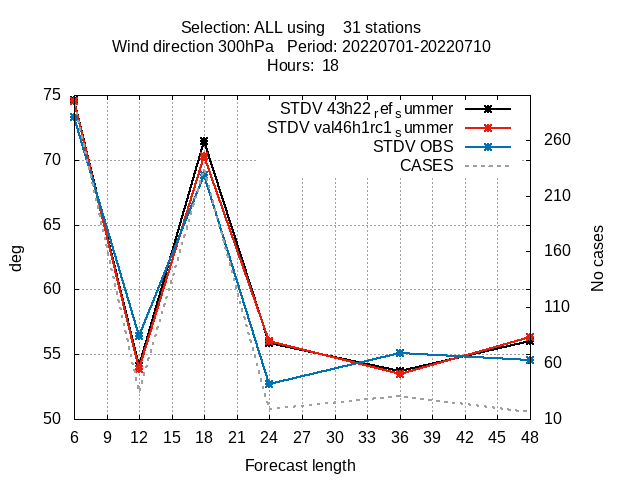 Selection: ALL using 31 stations
Wind direction 300hPa Period: 20220701-20220710
Hours: 18
STDV 43h22refsummer
STDV val46h1rc1summer
STDV OBS
CASES
75
70
65
60
55
50
deg
260
210
160
110
60
10
No cases
6 9 12 15 18 21 24 27 30 33 36 39 42 45 48
Forecast length